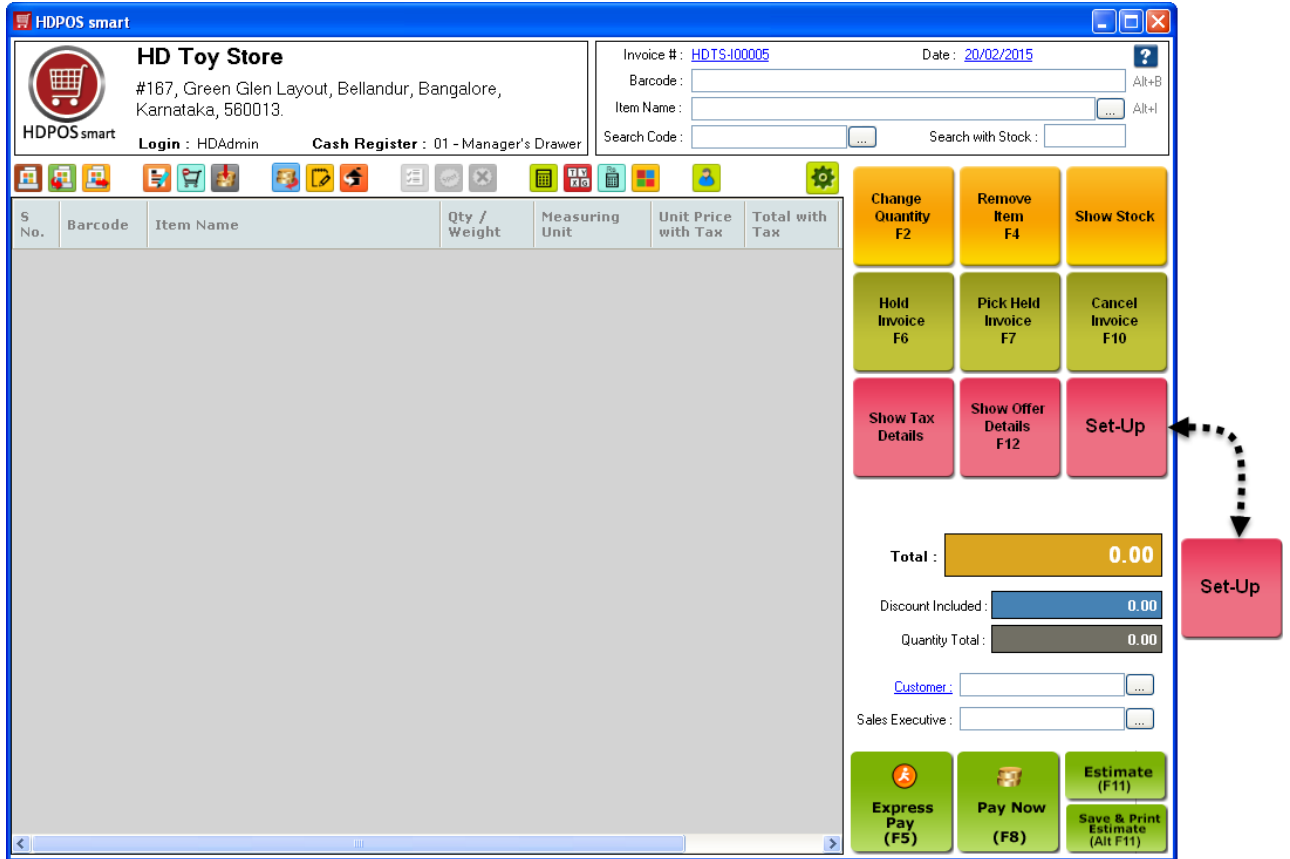 HDPOS smart
HD Toy Store
#167, Green Glen Layout, Bellandur, Bangalore,
Karnataka, 560013.
HDPOS smart
Login : HDAdmin Cash Register : 01 - Manager's Drawer
Invoice # : HDTS-I00005 Date : 20/02/2015 ?
Barcode : Alt+B
Item Name : ... Alt+I
Search Code : ... Search with Stock :
S No. Barcode Item Name Qty / Weight Measuring Unit Unit Price with Tax Total with Tax
Change
Quantity
F2
Remove
Item
F4
Show Stock
Hold
Invoice
F6
Pick Held
Invoice
F7
Cancel
Invoice
F10
Show Tax
Details
Show Offer
Details
F12
Set-Up
Set-Up
Total : 0.00
Discount Included : 0.00
Quantity Total : 0.00
Customer : ...
Sales Executive : ...
Express
Pay
(F5)
Pay Now
(F8)
Estimate
(F11)
Save & Print
Estimate
(Alt F11)